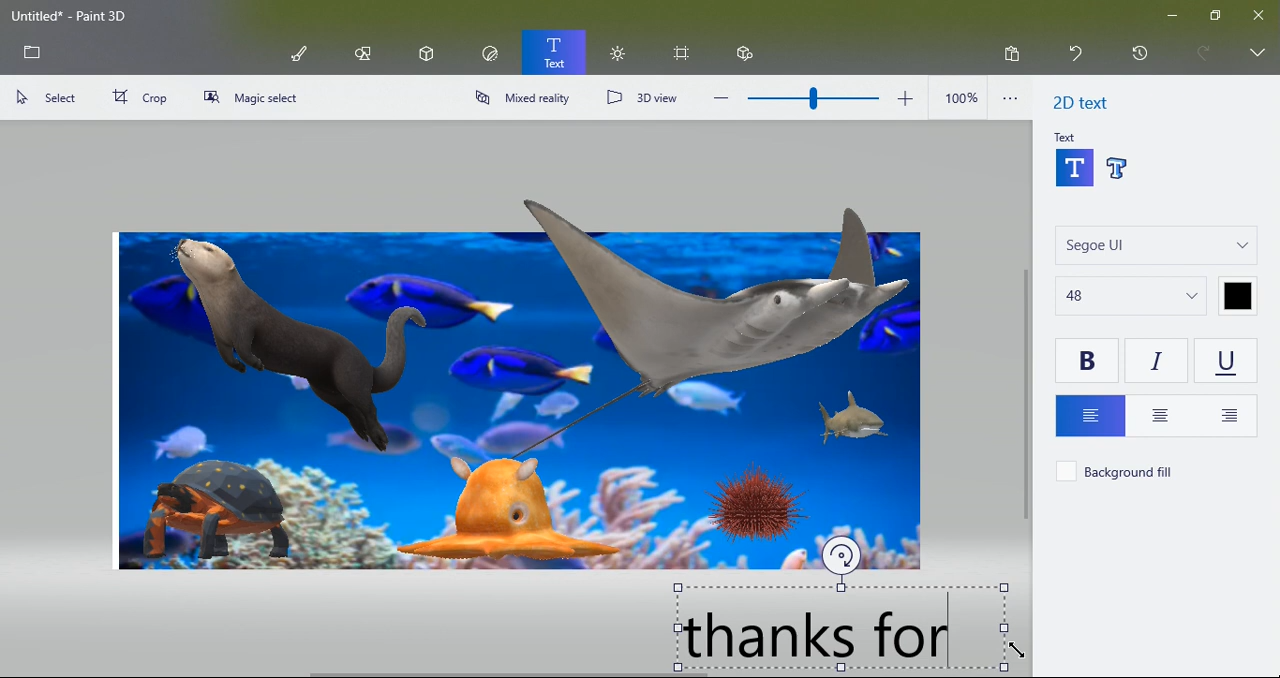 Untitled* - Paint 3D
Text
Select
Crop
Magic select
Mixed reality
3D view
100%
2D text
Text
Segoe UI
48
B I U
Background fill
thanks for